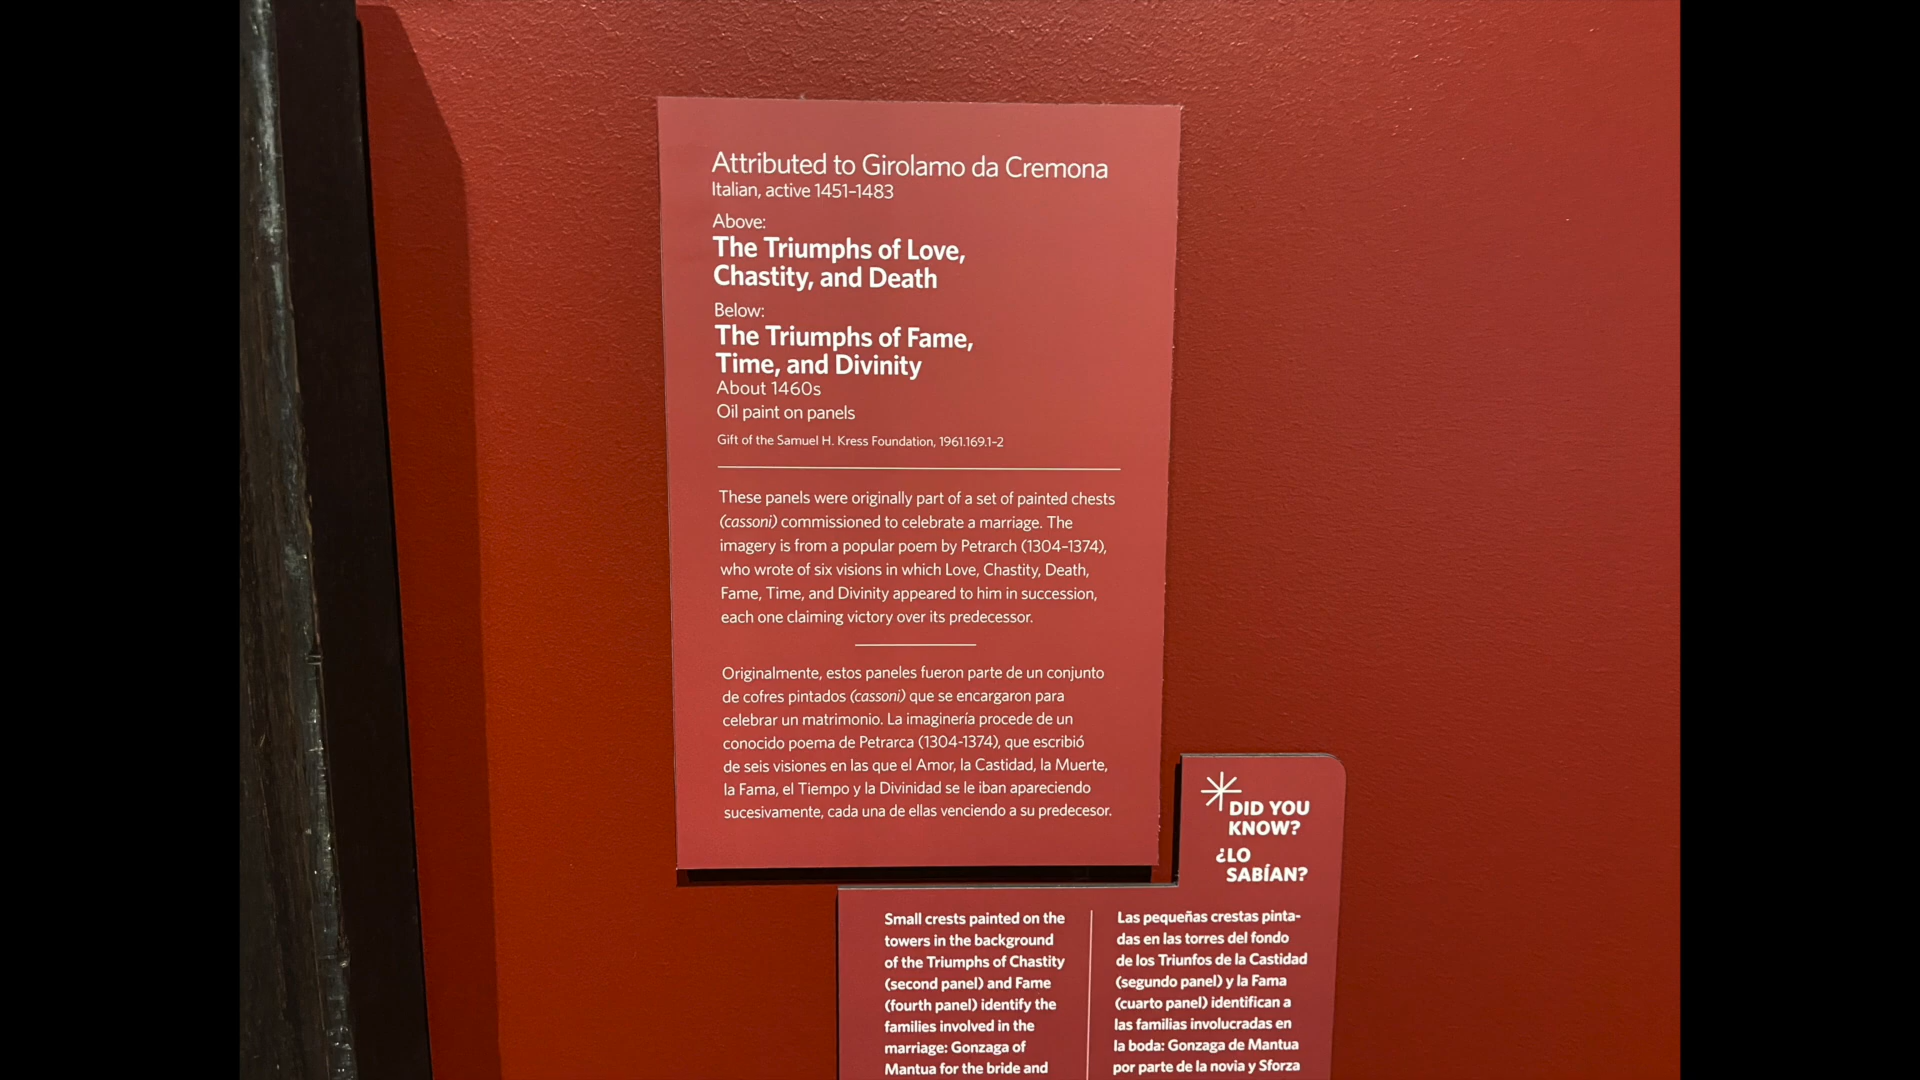 Attributed to Girolamo da Cremona
Italian, active 1451–1483
Above:
The Triumphs of Love,
Chastity, and Death
Below:
The Triumphs of Fame,
Time, and Divinity
About 1460s
Oil paint on panels
Gift of the Samuel H. Kress Foundation, 1961.169.1–2
These panels were originally part of a set of painted chests
(cassoni) commissioned to celebrate a marriage. The
imagery is from a popular poem by Petrarch (1304–1374),
who wrote of six visions in which Love, Chastity, Death,
Fame, Time, and Divinity appeared to him in succession,
each one claiming victory over its predecessor.
Originalmente, estos paneles fueron parte de un conjunto
de cofres pintados (cassoni) que se encargaron para
celebrar un matrimonio. La imaginería procede de un
conocido poema de Petrarca (1304-1374), que escribió
de seis visiones en las que el Amor, la Castidad, la Muerte,
la Fama, el Tiempo y la Divinidad se le iban apareciendo
sucesivamente, cada una de ellas venciendo a su predecesor.
DID YOU
KNOW?
¿LO
SABÍAN?
Small crests painted on the
towers in the background
of the Triumphs of Chastity
(second panel) and Fame
(fourth panel) identify the
families involved in the
marriage: Gonzaga of
Mantua for the bride and
Las pequeñas crestas pinta-
das en las torres del fondo
de los Triunfos de la Castidad
(segundo panel) y la Fama
(cuarto panel) identifican a
las familias involucradas en
la boda: Gonzaga de Mantua
por parte de la novia y Sforza